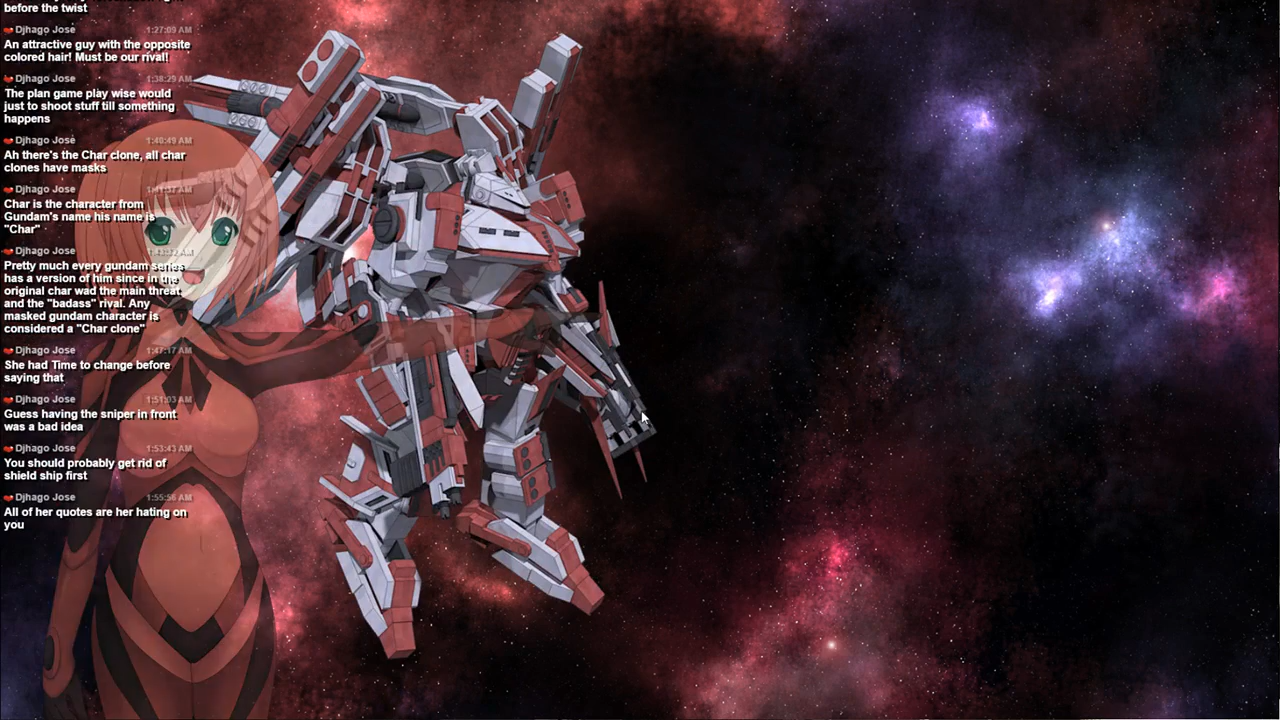 before the twist
Djhago Jose 1:27:09 AM
An attractive guy with the opposite
colored hair! Must be our rival!
Djhago Jose 1:38:29 AM
The plan game play wise would
just to shoot stuff till something
happens
Djhago Jose 1:40:49 AM
Ah there's the Char clone, all char
clones have masks
Djhago Jose 1:41:37 AM
Char is the character from
Gundam's name his name is
"Char"
Djhago Jose
Pretty much every gundam series
has a version of him since in the
original char wad the main threat
and the "badass" rival. Any
masked gundam character is
considered a "Char clone"
Djhago Jose 1:47:17 AM
She had Time to change before
saying that
Djhago Jose 1:51:03 AM
Guess having the sniper in front
was a bad idea
Djhago Jose 1:53:43 AM
You should probably get rid of
shield ship first
Djhago Jose 1:55:56 AM
All of her quotes are her hating on
you